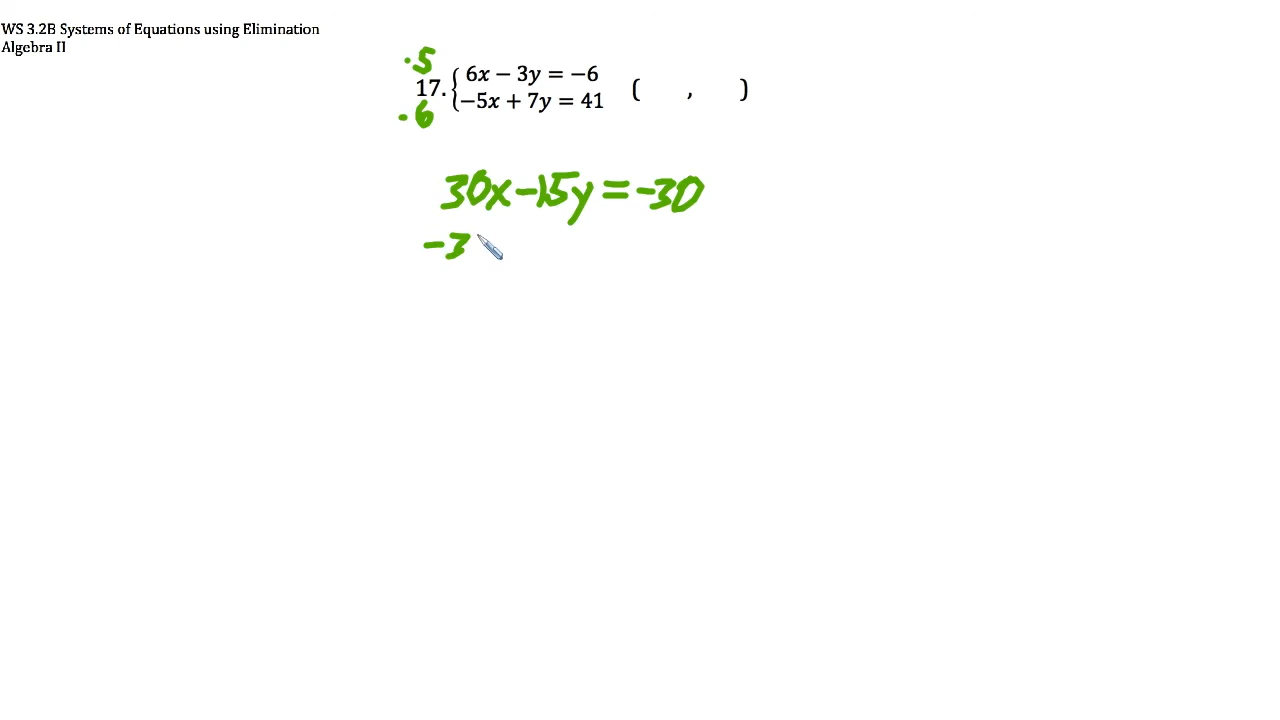 WS 3.2B Systems of Equations using Elimination
Algebra II
·5
17. { 6x − 3y = −6 ( , )
−5x + 7y = 41
·6
30x-15y=-30
-3